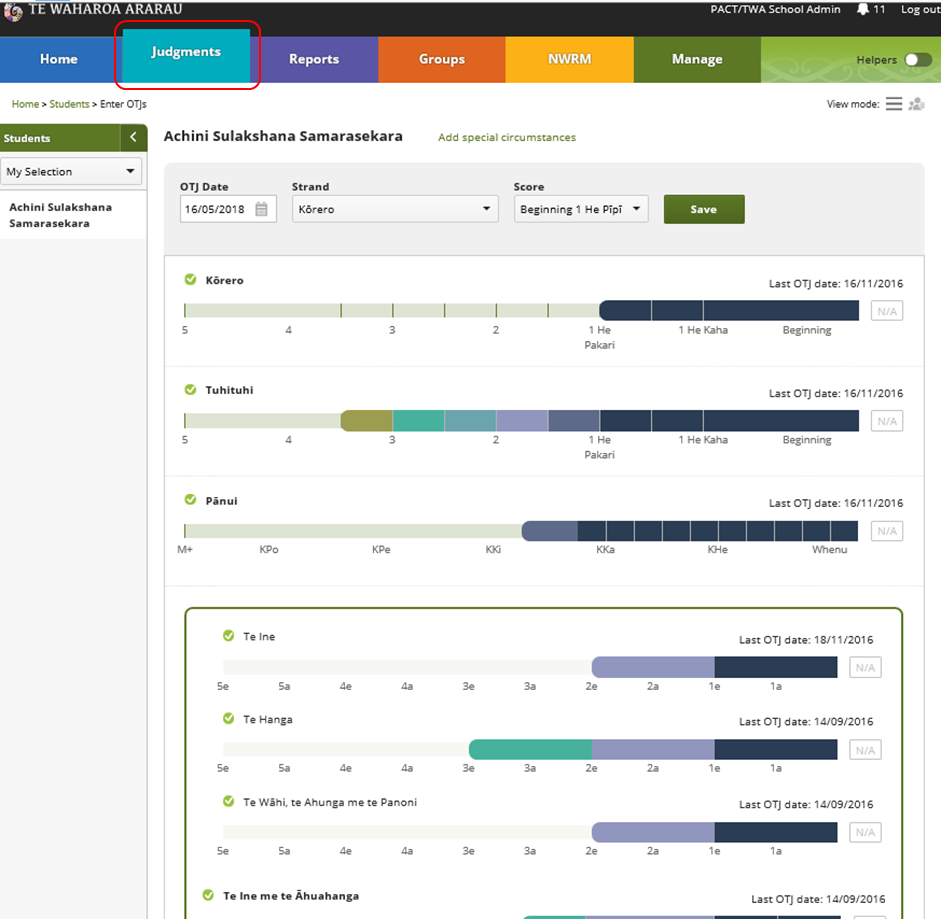 TE WAHAROA ARARAU
PACT/TWA School Admin 11 Log out
Home Judgments Reports Groups NWRM Manage Helpers
Home > Students > Enter OTJs
View mode:
Students
My Selection
Achini Sulakshana
Samarasekara
Achini Sulakshana Samarasekara Add special circumstances
OTJ Date Strand Score
16/05/2018 Kōrero Beginning 1 He Pīpī Save
Kōrero Last OTJ date: 16/11/2016
N/A
5 4 3 2 1 He 1 He Kaha Beginning
Pakari
Tuhituhi Last OTJ date: 16/11/2016
N/A
5 4 3 2 1 He 1 He Kaha Beginning
Pakari
Pānui Last OTJ date: 16/11/2016
N/A
M+ KPo KPe KKi KKa KHe Whenu
Te Ine Last OTJ date: 18/11/2016
N/A
5e 5a 4e 4a 3e 3a 2e 2a 1e 1a
Te Hanga Last OTJ date: 14/09/2016
N/A
5e 5a 4e 4a 3e 3a 2e 2a 1e 1a
Te Wāhi, te Ahunga me te Panoni Last OTJ date: 14/09/2016
N/A
5e 5a 4e 4a 3e 3a 2e 2a 1e 1a
Te Ine me te Āhuahanga Last OTJ date: 14/09/2016